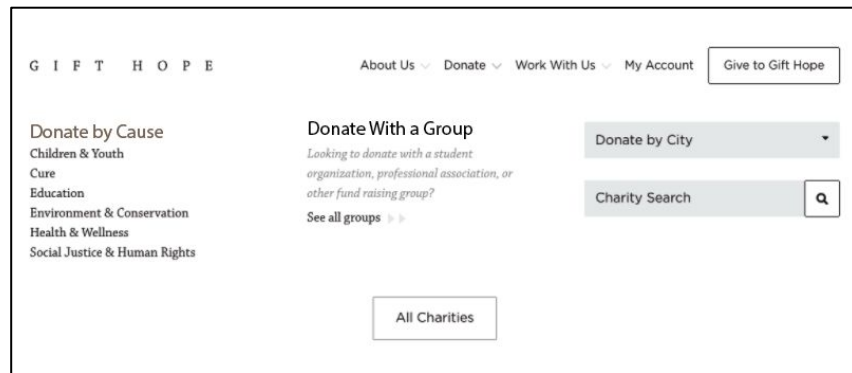 G I F T H O P E
About Us Donate Work With Us My Account Give to Gift Hope
Donate by Cause
Children & Youth
Cure
Education
Environment & Conservation
Health & Wellness
Social Justice & Human Rights
Donate With a Group
Looking to donate with a student
organization, professional association, or
other fund raising group?
See all groups
Donate by City
Charity Search
All Charities